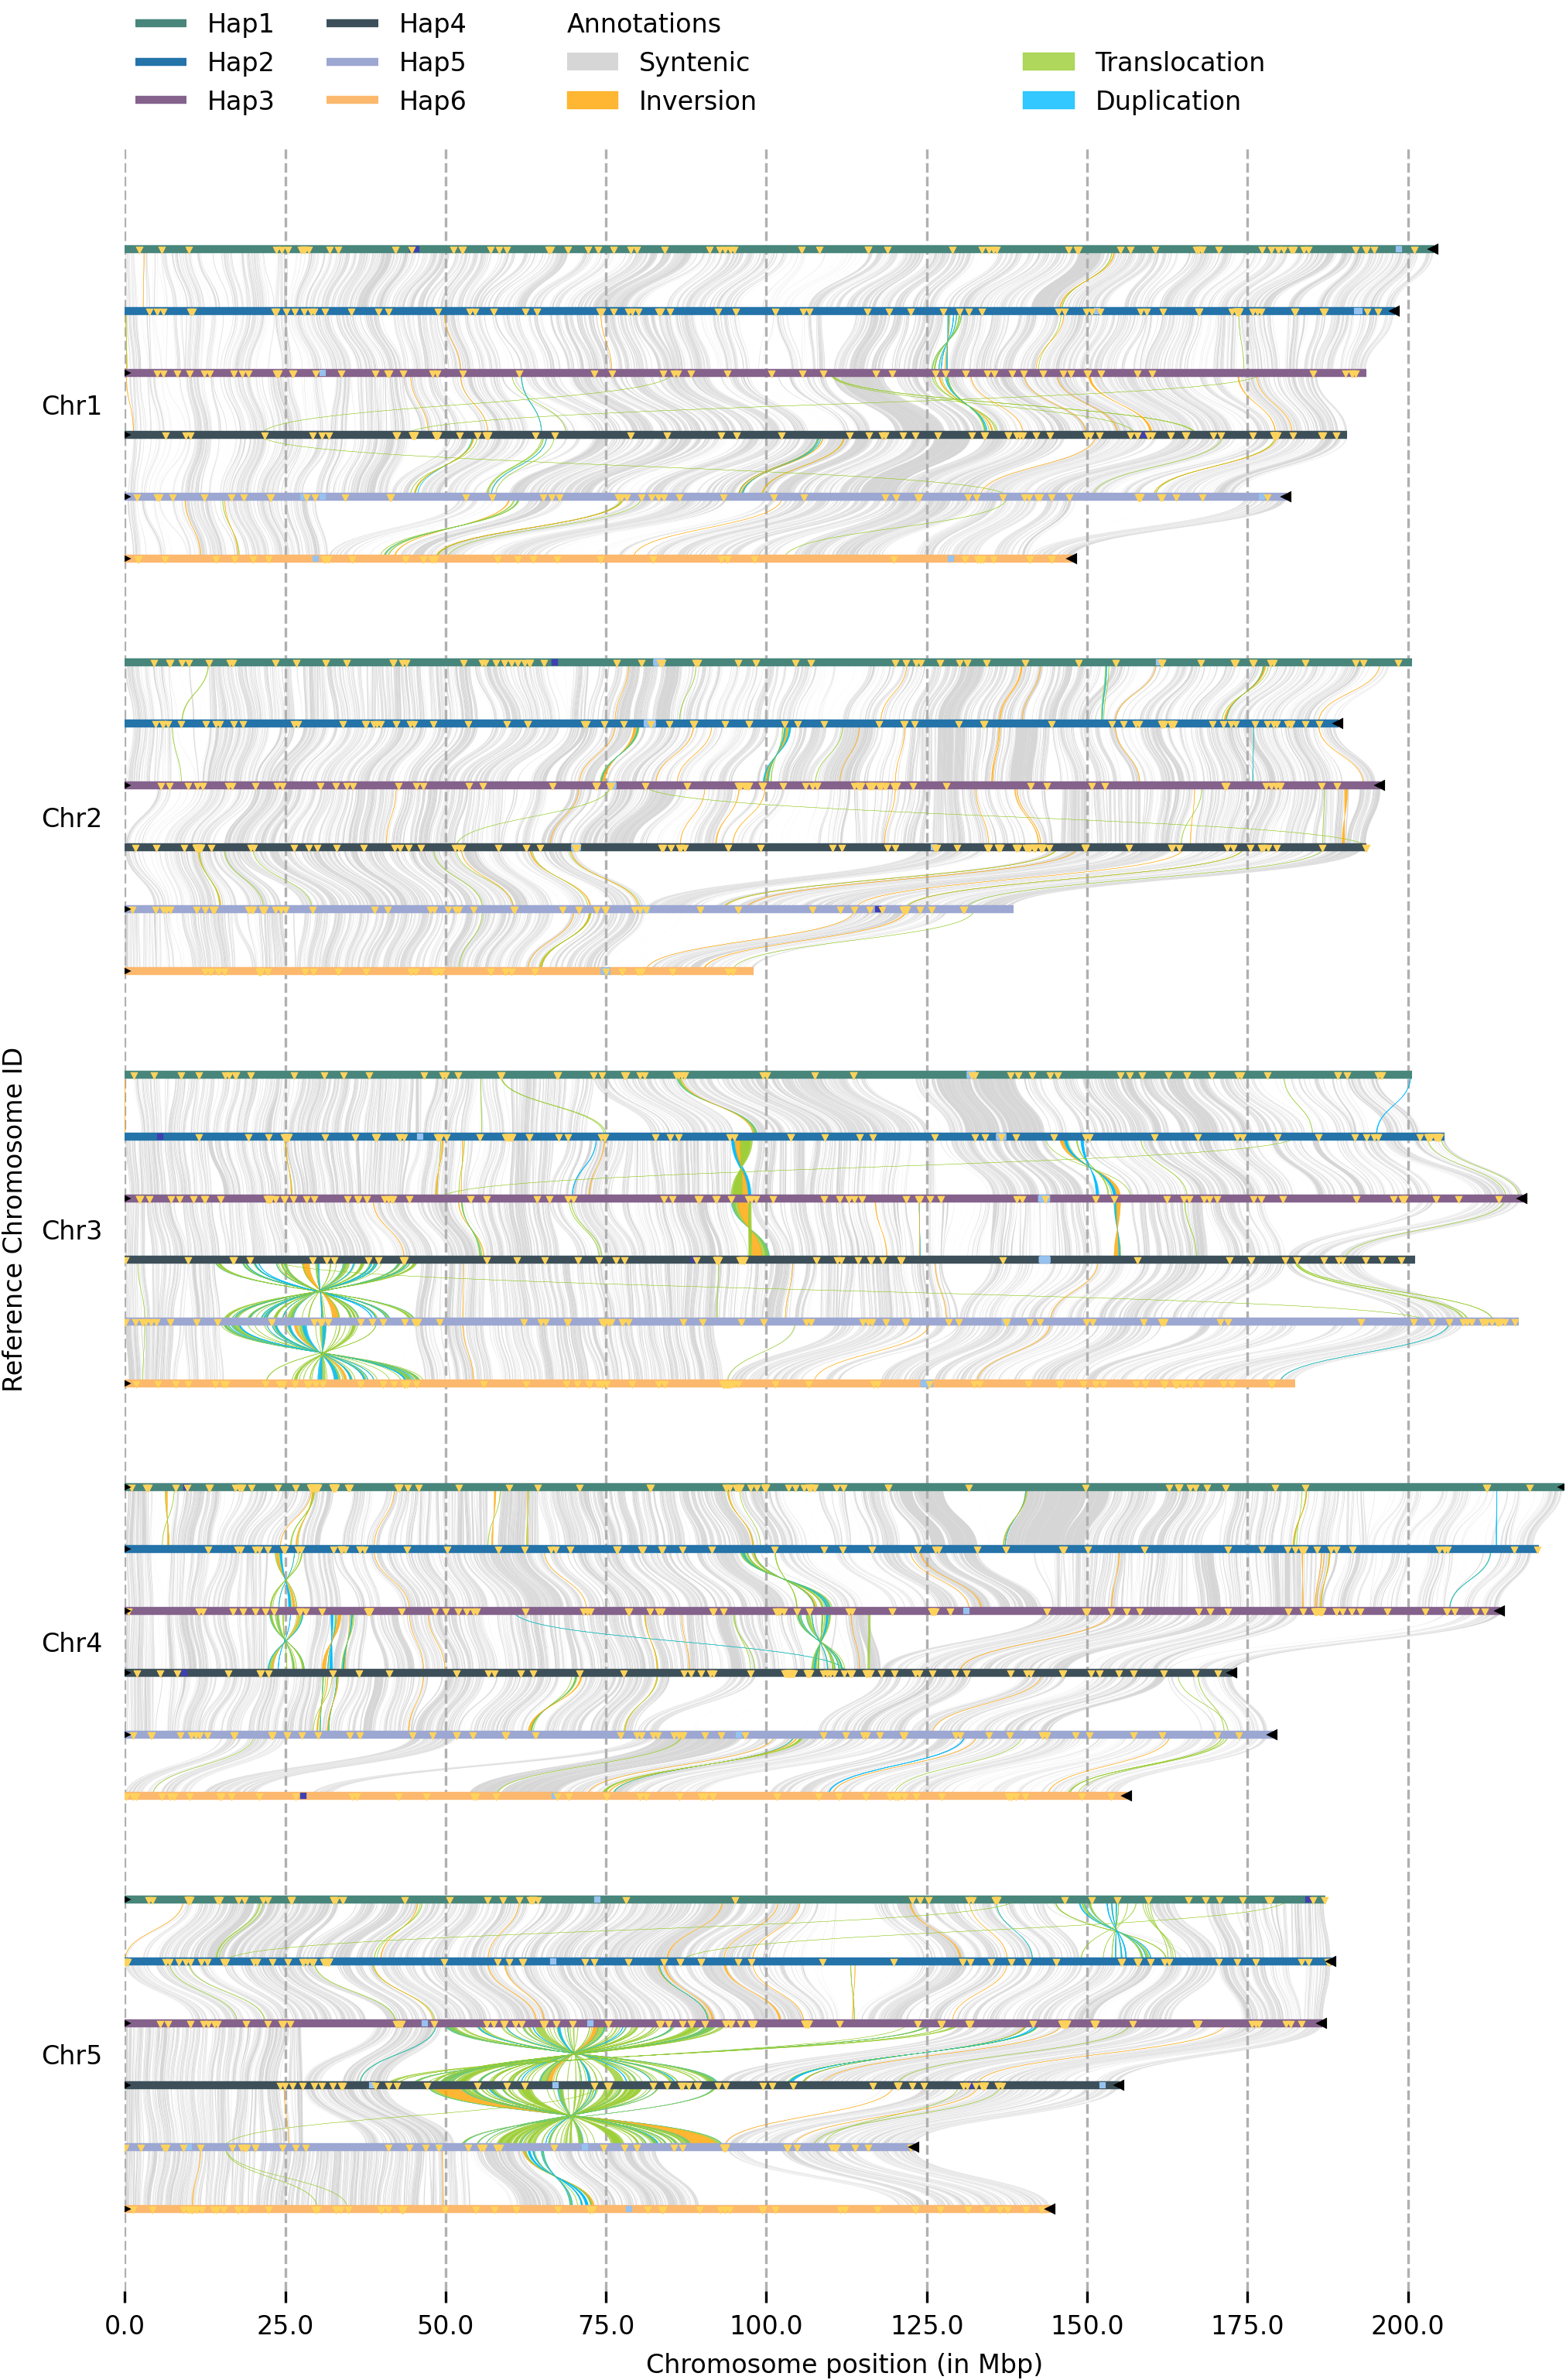 Hap1
Hap2
Hap3
Hap4
Hap5
Hap6
Annotations
Syntenic
Inversion
Translocation
Duplication
Chr1
Chr2
Chr3
Chr4
Chr5
Reference Chromosome ID
0.0 25.0 50.0 75.0 100.0 125.0 150.0 175.0 200.0
Chromosome position (in Mbp)